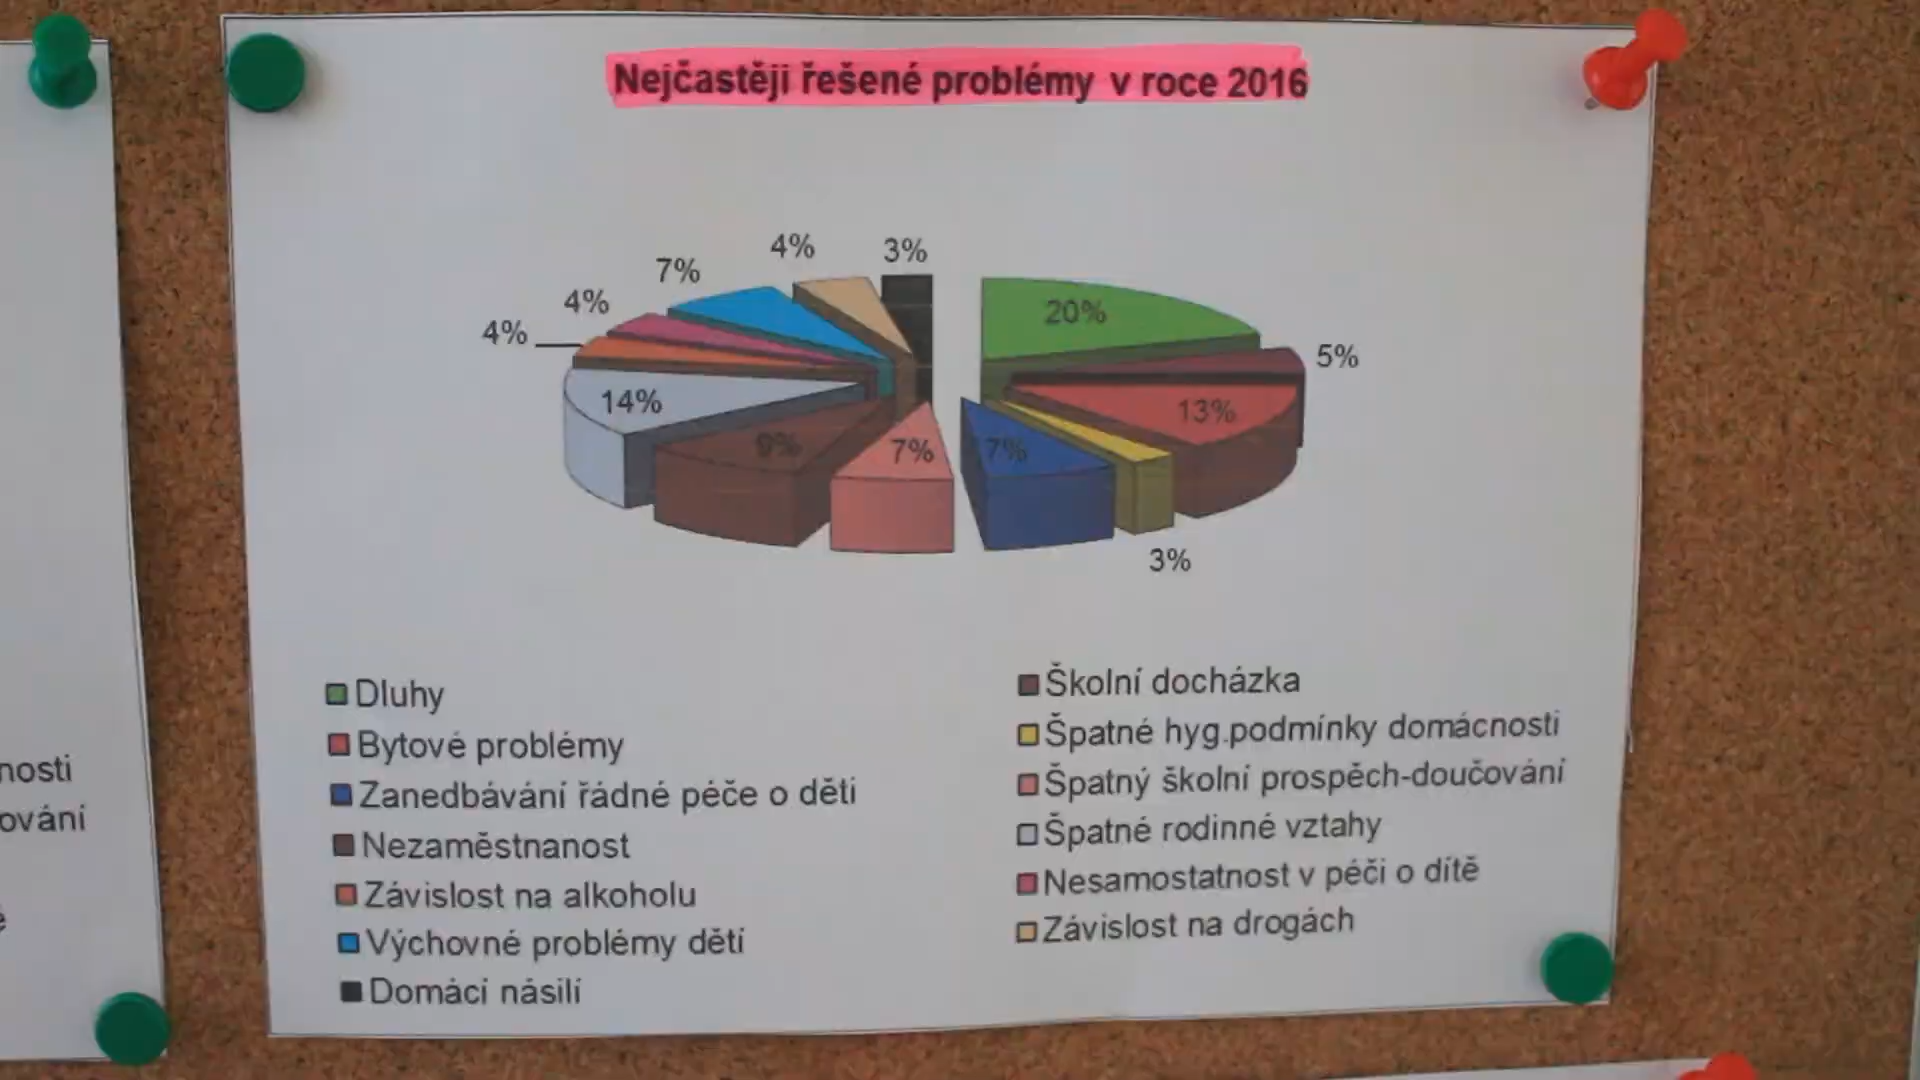 Nejčastěji řešené problémy v roce 2016
4%
3%
7%
4%
4%
20%
5%
14%
13%
9%
7%
7%
3%
Dluhy
Školní docházka
Bytové problémy
Špatné hyg.podmínky domácnosti
Zanedbávání řádné péče o děti
Špatný školní prospěch-doučování
Nezaměstnanost
Špatné rodinné vztahy
Závislost na alkoholu
Nesamostatnost v péči o dítě
Výchovné problémy dětí
Závislost na drogách
Domácí násilí
nosti
ování